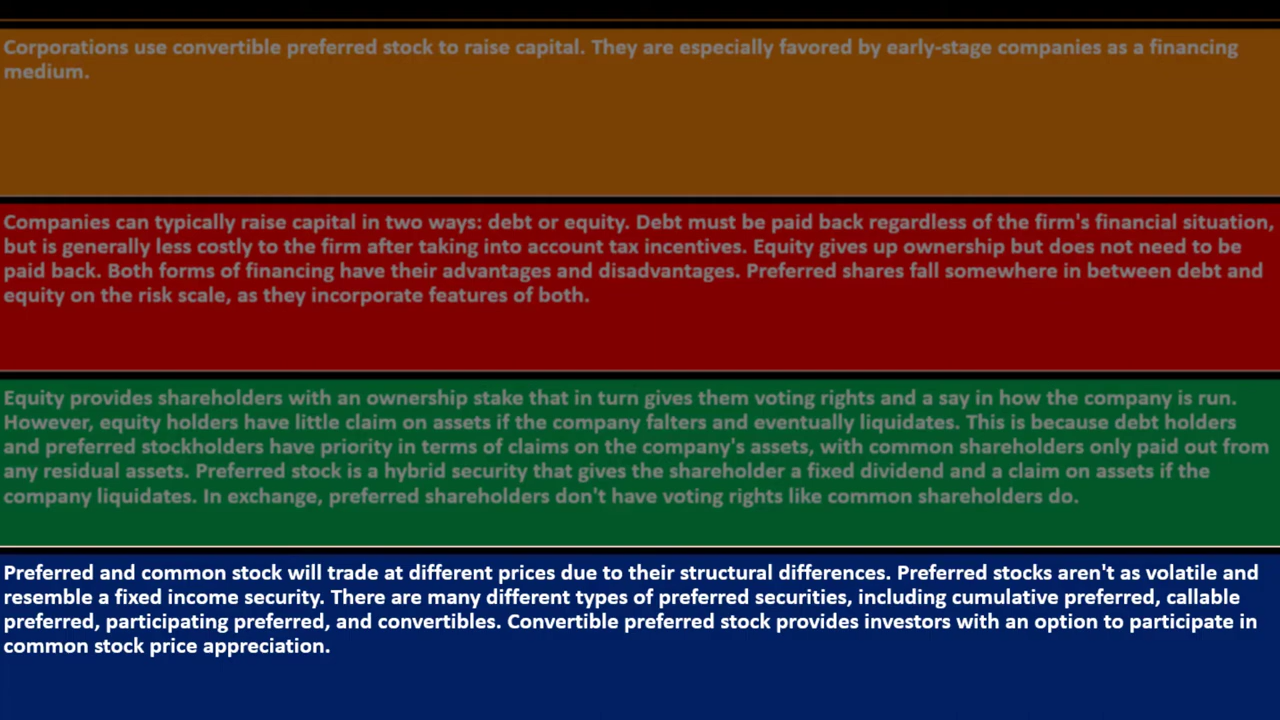 Corporations use convertible preferred stock to raise capital. They are especially favored by early-stage companies as a financing
medium.
Companies can typically raise capital in two ways: debt or equity. Debt must be paid back regardless of the firm's financial situation,
but is generally less costly to the firm after taking into account tax incentives. Equity gives up ownership but does not need to be
paid back. Both forms of financing have their advantages and disadvantages. Preferred shares fall somewhere in between debt and
equity on the risk scale, as they incorporate features of both.
Equity provides shareholders with an ownership stake that in turn gives them voting rights and a say in how the company is run.
However, equity holders have little claim on assets if the company falters and eventually liquidates. This is because debt holders
and preferred stockholders have priority in terms of claims on the company's assets, with common shareholders only paid out from
any residual assets. Preferred stock is a hybrid security that gives the shareholder a fixed dividend and a claim on assets if the
company liquidates. In exchange, preferred shareholders don't have voting rights like common shareholders do.
Preferred and common stock will trade at different prices due to their structural differences. Preferred stocks aren't as volatile and
resemble a fixed income security. There are many different types of preferred securities, including cumulative preferred, callable
preferred, participating preferred, and convertibles. Convertible preferred stock provides investors with an option to participate in
common stock price appreciation.